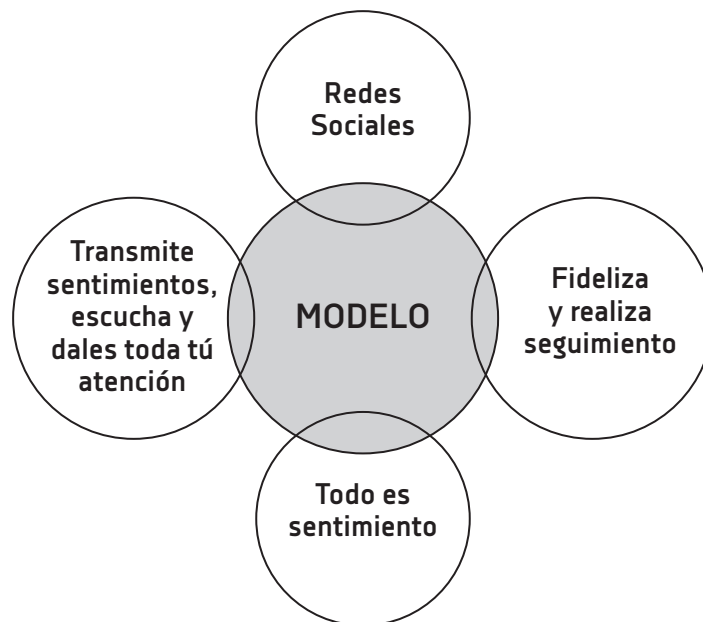 Redes
Sociales
Transmite
sentimientos,
escucha y
dales toda tú
atención
MODELO
Fideliza
y realiza
seguimiento
Todo es
sentimiento